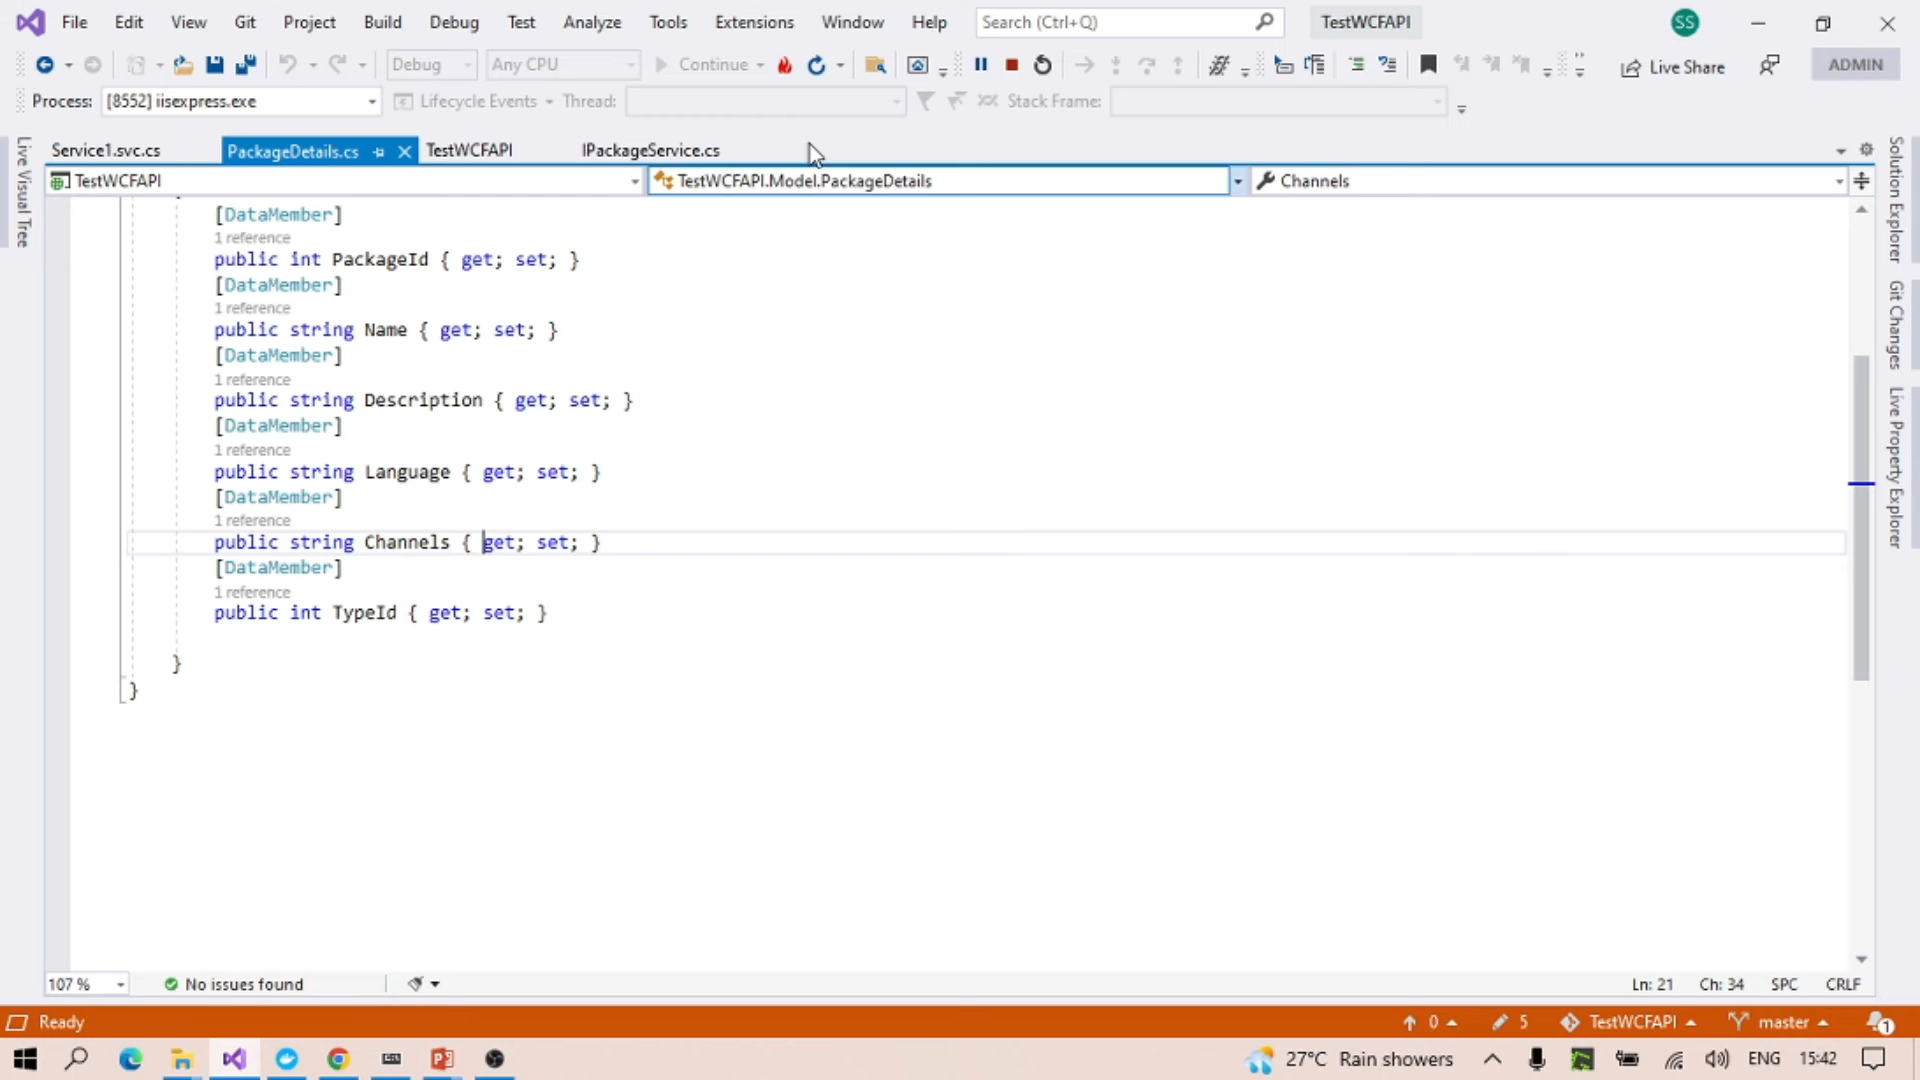 File Edit View Git Project Build Debug Test Analyze Tools Extensions Window Help Search (Ctrl+Q) TestWCFAPI SS
Debug Any CPU Continue Live Share ADMIN
Process: [8552] iisexpress.exe Lifecycle Events Thread: Stack Frame:
Service1.svc.cs PackageDetails.cs TestWCFAPI IPackageService.cs
TestWCFAPI TestWCFAPI.Model.PackageDetails Channels
Live Visual Tree
Solution Explorer
Git Changes
Live Property Explorer
[DataMember]
1 reference
public int PackageId { get; set; }
[DataMember]
1 reference
public string Name { get; set; }
[DataMember]
1 reference
public string Description { get; set; }
[DataMember]
1 reference
public string Language { get; set; }
[DataMember]
1 reference
public string Channels { get; set; }
[DataMember]
1 reference
public int TypeId { get; set; }
}
}
107 % No issues found Ln: 21 Ch: 34 SPC CRLF
Ready 0 5 TestWCFAPI master 1
27°C Rain showers ENG 15:42